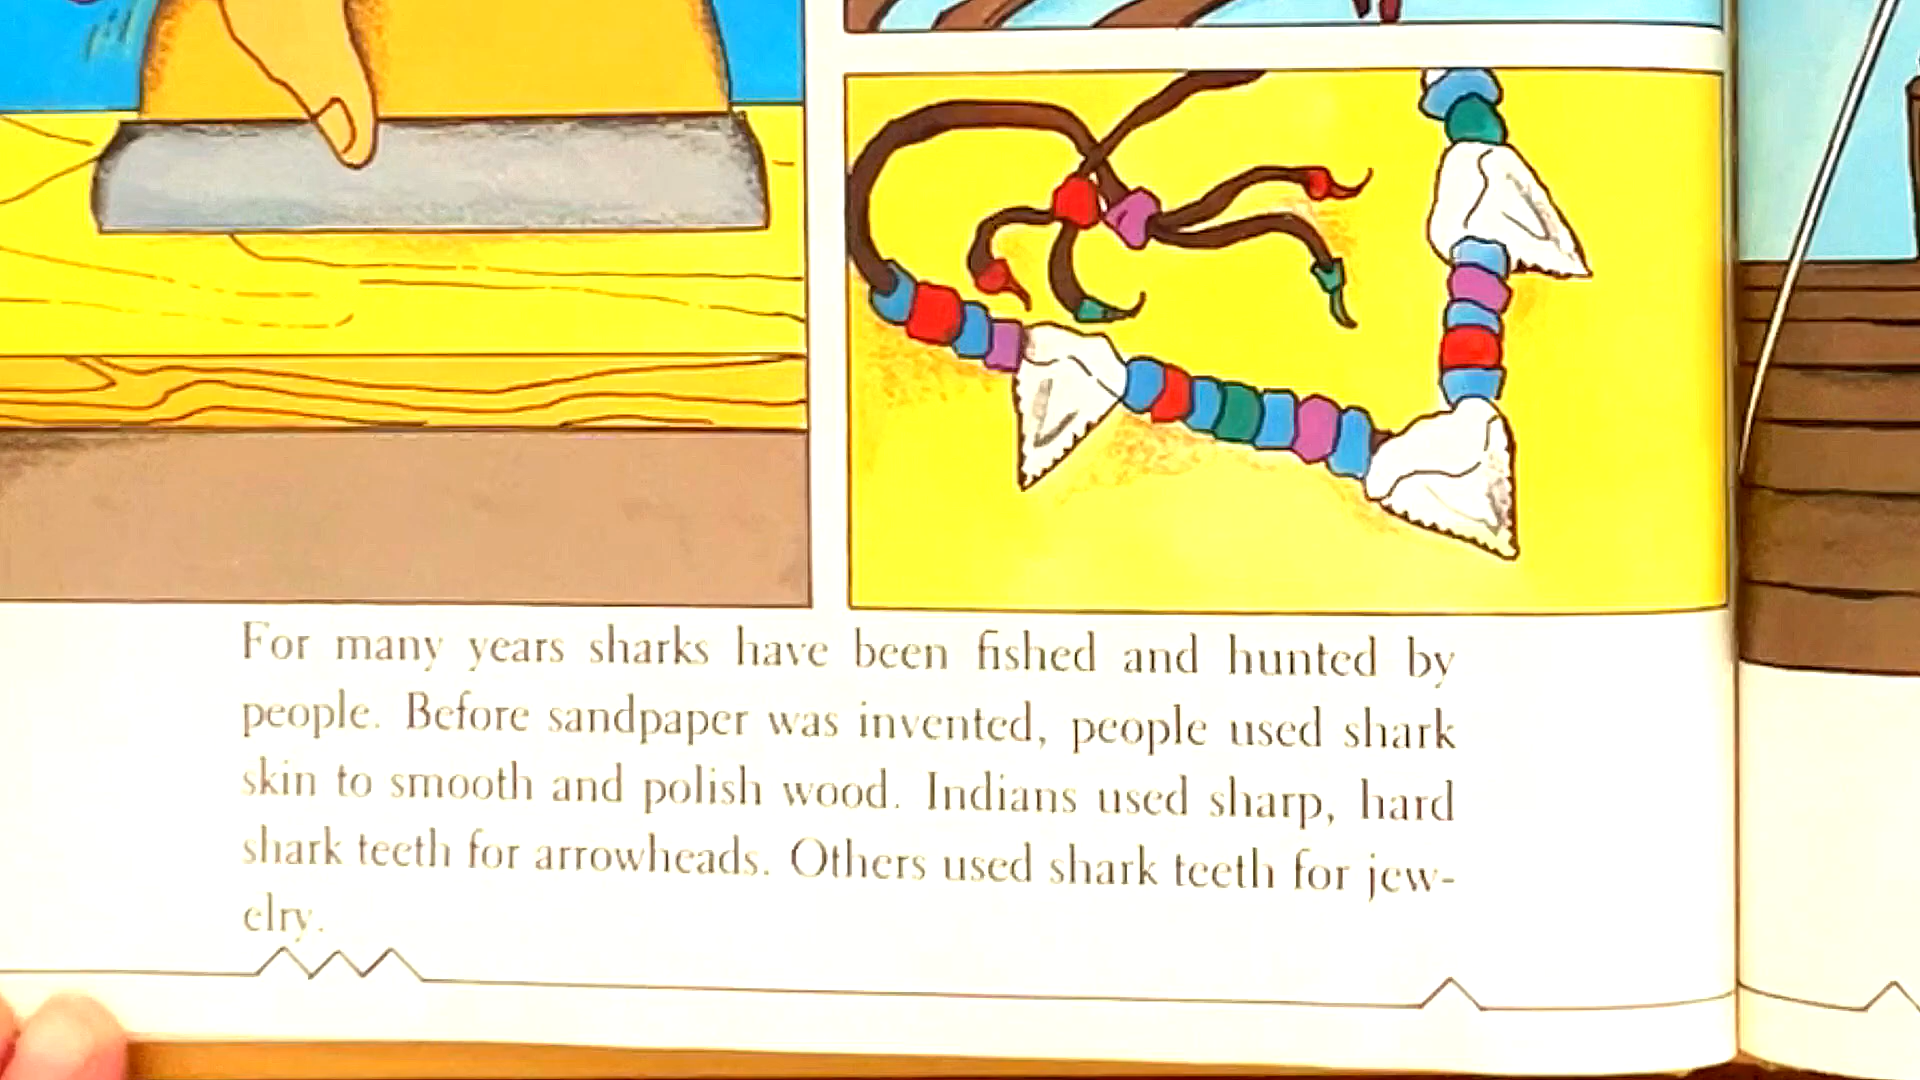 For many years sharks have been fished and hunted by
people. Before sandpaper was invented, people used shark
skin to smooth and polish wood. Indians used sharp, hard
shark teeth for arrowheads. Others used shark teeth for jew-
elry.